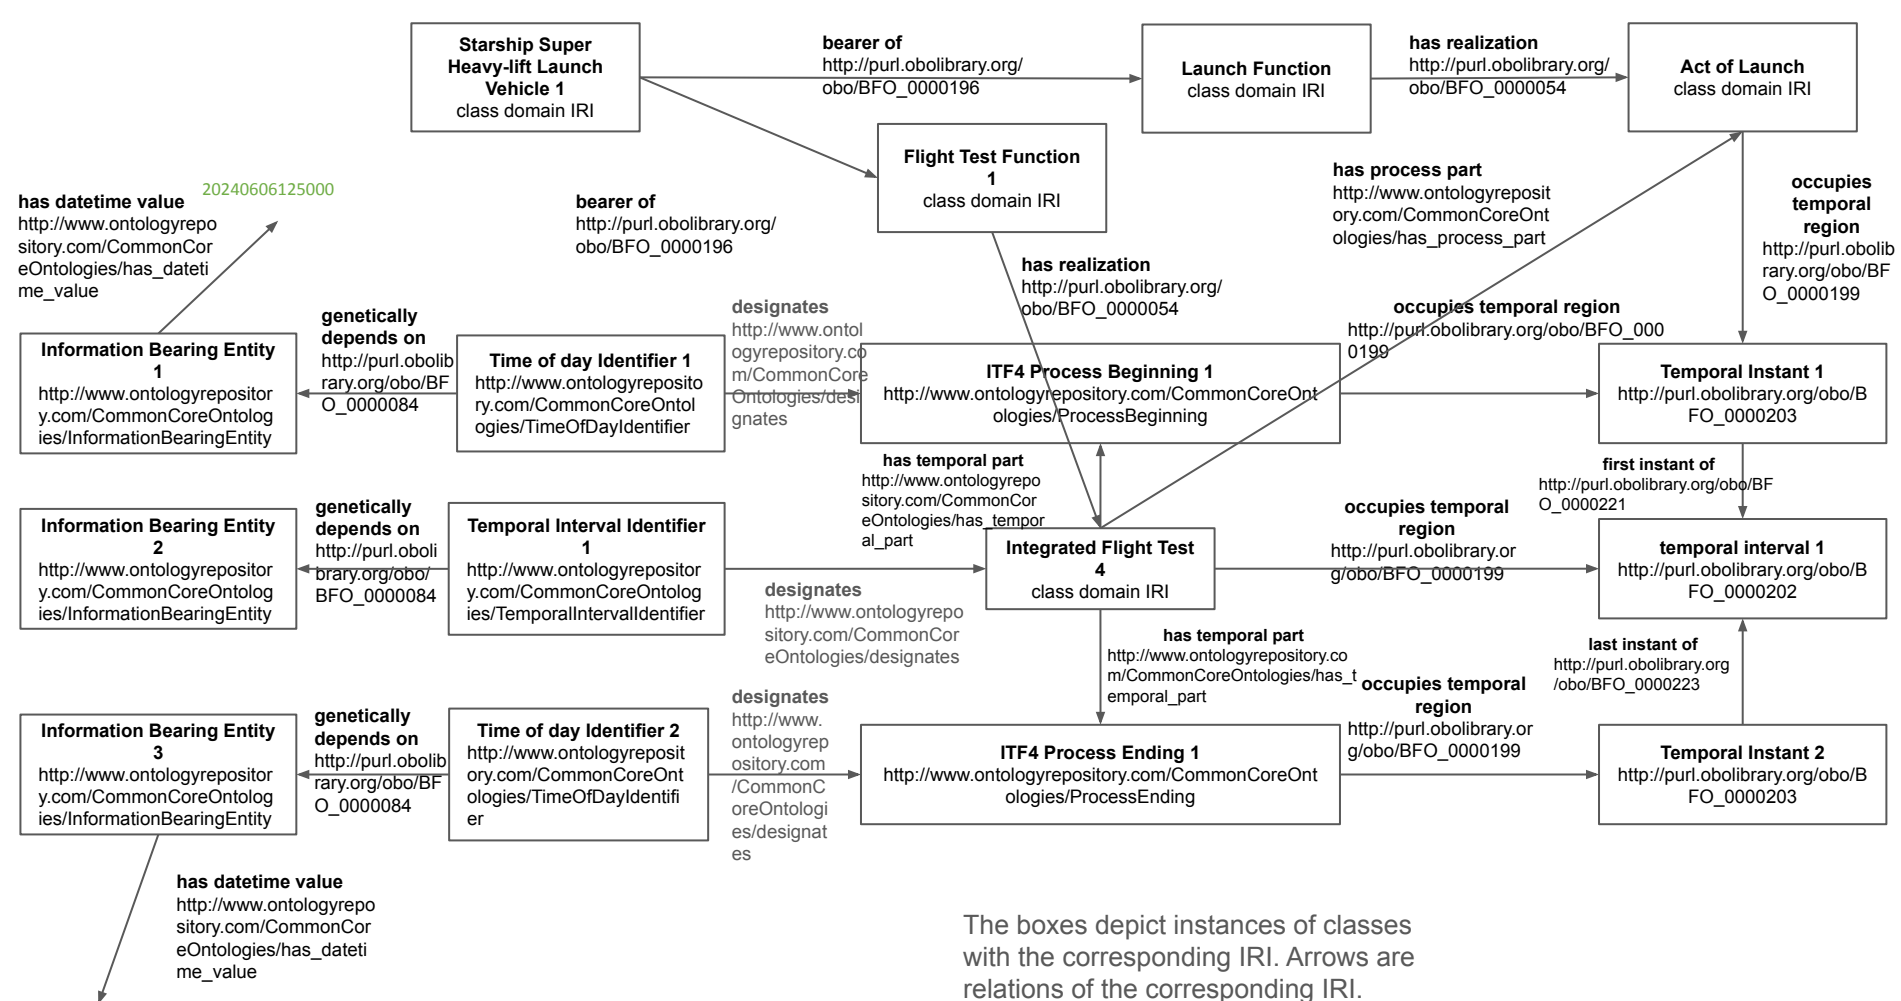 Starship Super
Heavy-lift Launch
Vehicle 1
class domain IRI
bearer of
http://purl.obolibrary.org/
obo/BFO_0000196
Launch Function
class domain IRI
has realization
http://purl.obolibrary.org/
obo/BFO_0000054
Act of Launch
class domain IRI
Flight Test Function
1
class domain IRI
has process part
http://www.ontologyreposit
ory.com/CommonCoreOnt
ologies/has_process_part
occupies
temporal
region
http://purl.obolib
rary.org/obo/BF
O_0000199
20240606125000
has datetime value
http://www.ontologyrepo
sitory.com/CommonCor
eOntologies/has_dateti
me_value
bearer of
http://purl.obolibrary.org/
obo/BFO_0000196
has realization
http://purl.obolibrary.org/
obo/BFO_0000054
genetically
depends on
http://purl.obolib
rary.org/obo/BF
O_0000084
designates
http://www.ontol
ogyrepository.co
m/CommonCore
Ontologies/desi
gnates
occupies temporal region
http://purl.obolibrary.org/obo/BFO_000
0199
Information Bearing Entity
1
http://www.ontologyrepositor
y.com/CommonCoreOntolog
ies/InformationBearingEntity
Time of day Identifier 1
http://www.ontologyreposito
ry.com/CommonCoreOntol
ogies/TimeOfDayIdentifier
ITF4 Process Beginning 1
http://www.ontologyrepository.com/CommonCoreOnt
ologies/ProcessBeginning
Temporal Instant 1
http://purl.obolibrary.org/obo/B
FO_0000203
has temporal part
http://www.ontologyrepo
sitory.com/CommonCor
eOntologies/has_tempor
al_part
first instant of
http://purl.obolibrary.org/obo/BF
O_0000221
Information Bearing Entity
2
http://www.ontologyrepositor
y.com/CommonCoreOntolog
ies/InformationBearingEntity
genetically
depends on
http://purl.oboli
brary.org/obo/
BFO_0000084
Temporal Interval Identifier
1
http://www.ontologyrepositor
y.com/CommonCoreOntolog
ies/TemporalIntervalIdentifier
designates
http://www.ontologyrepo
sitory.com/CommonCor
eOntologies/designates
Integrated Flight Test
4
class domain IRI
occupies temporal
region
http://purl.obolibrary.or
g/obo/BFO_0000199
temporal interval 1
http://purl.obolibrary.org/obo/B
FO_0000202
has temporal part
http://www.ontologyrepository.co
m/CommonCoreOntologies/has_t
emporal_part
last instant of
http://purl.obolibrary.org
/obo/BFO_0000223
Information Bearing Entity
3
http://www.ontologyrepositor
y.com/CommonCoreOntolog
ies/InformationBearingEntity
genetically
depends on
http://purl.obolib
rary.org/obo/BF
O_0000084
Time of day Identifier 2
http://www.ontologyreposit
ory.com/CommonCoreOnt
ologies/TimeOfDayIdentifi
er
designates
http://www.
ontologyrep
ository.com
/CommonC
oreOntologi
es/designat
es
ITF4 Process Ending 1
http://www.ontologyrepository.com/CommonCoreOnt
ologies/ProcessEnding
occupies temporal
region
http://purl.obolibrary.or
g/obo/BFO_0000199
Temporal Instant 2
http://purl.obolibrary.org/obo/B
FO_0000203
has datetime value
http://www.ontologyrepo
sitory.com/CommonCor
eOntologies/has_dateti
me_value
The boxes depict instances of classes
with the corresponding IRI. Arrows are
relations of the corresponding IRI.